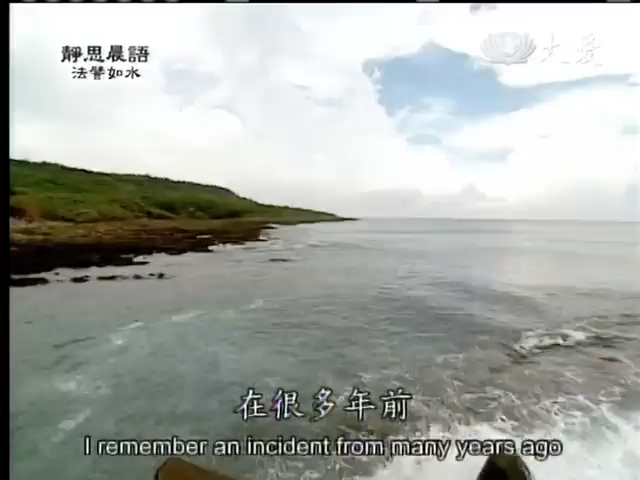 靜思晨語
法譬如水
大愛
在很多年前
I remember an incident from many years ago